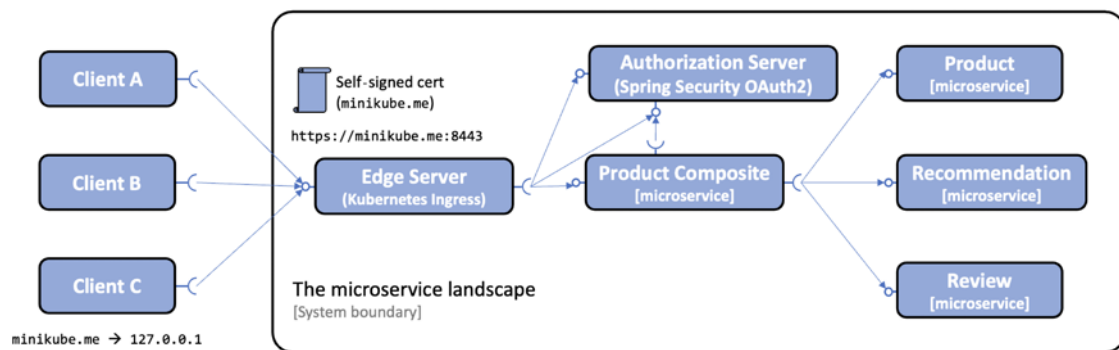 Client A
Client B
Client C
minikube.me → 127.0.0.1
Self-signed cert
(minikube.me)
https://minikube.me:8443
Edge Server
(Kubernetes Ingress)
Authorization Server
(Spring Security OAuth2)
Product Composite
[microservice]
Product
[microservice]
Recommendation
[microservice]
Review
[microservice]
The microservice landscape
[System boundary]